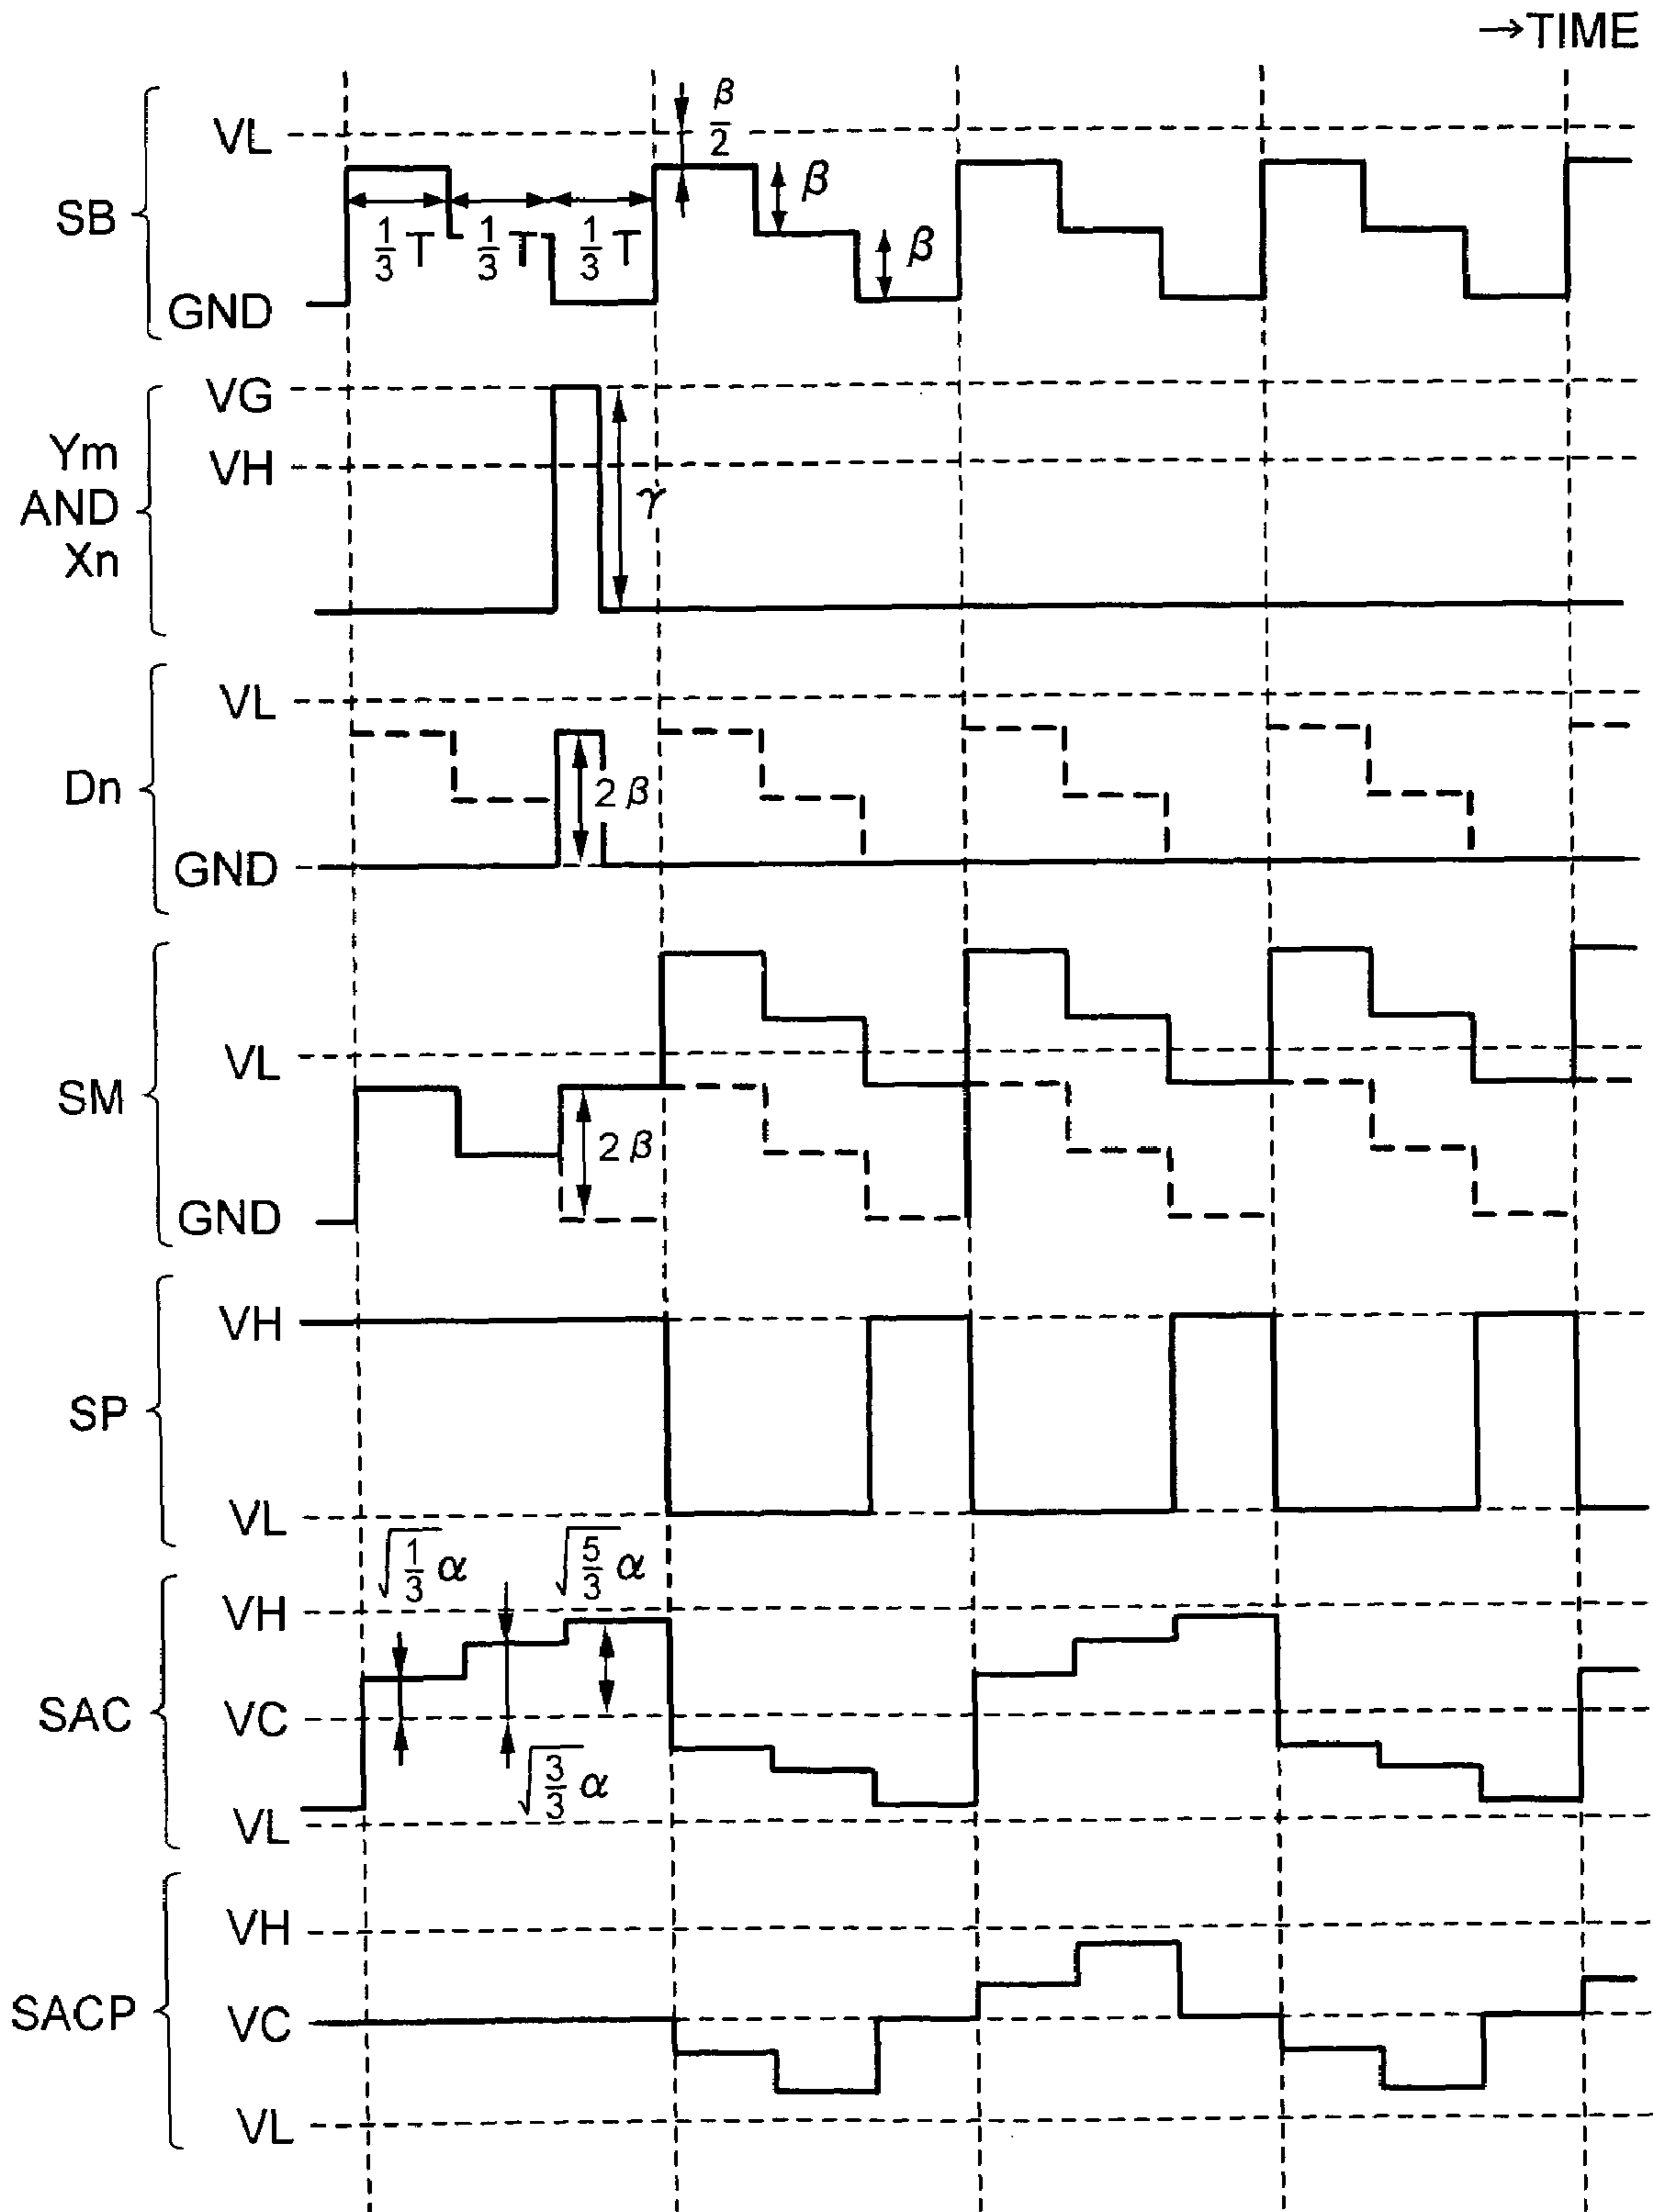 →TIME
SB
VL
β/2
β
β
1/3 T
1/3 T
1/3 T
GND
Ym
AND
Xn
VG
VH
γ
Dn
VL
2β
GND
SM
VL
2β
GND
SP
VH
VL
SAC
√1/3 α
√5/3 α
VH
VC
√3/3 α
VL
SACP
VH
VC
VL